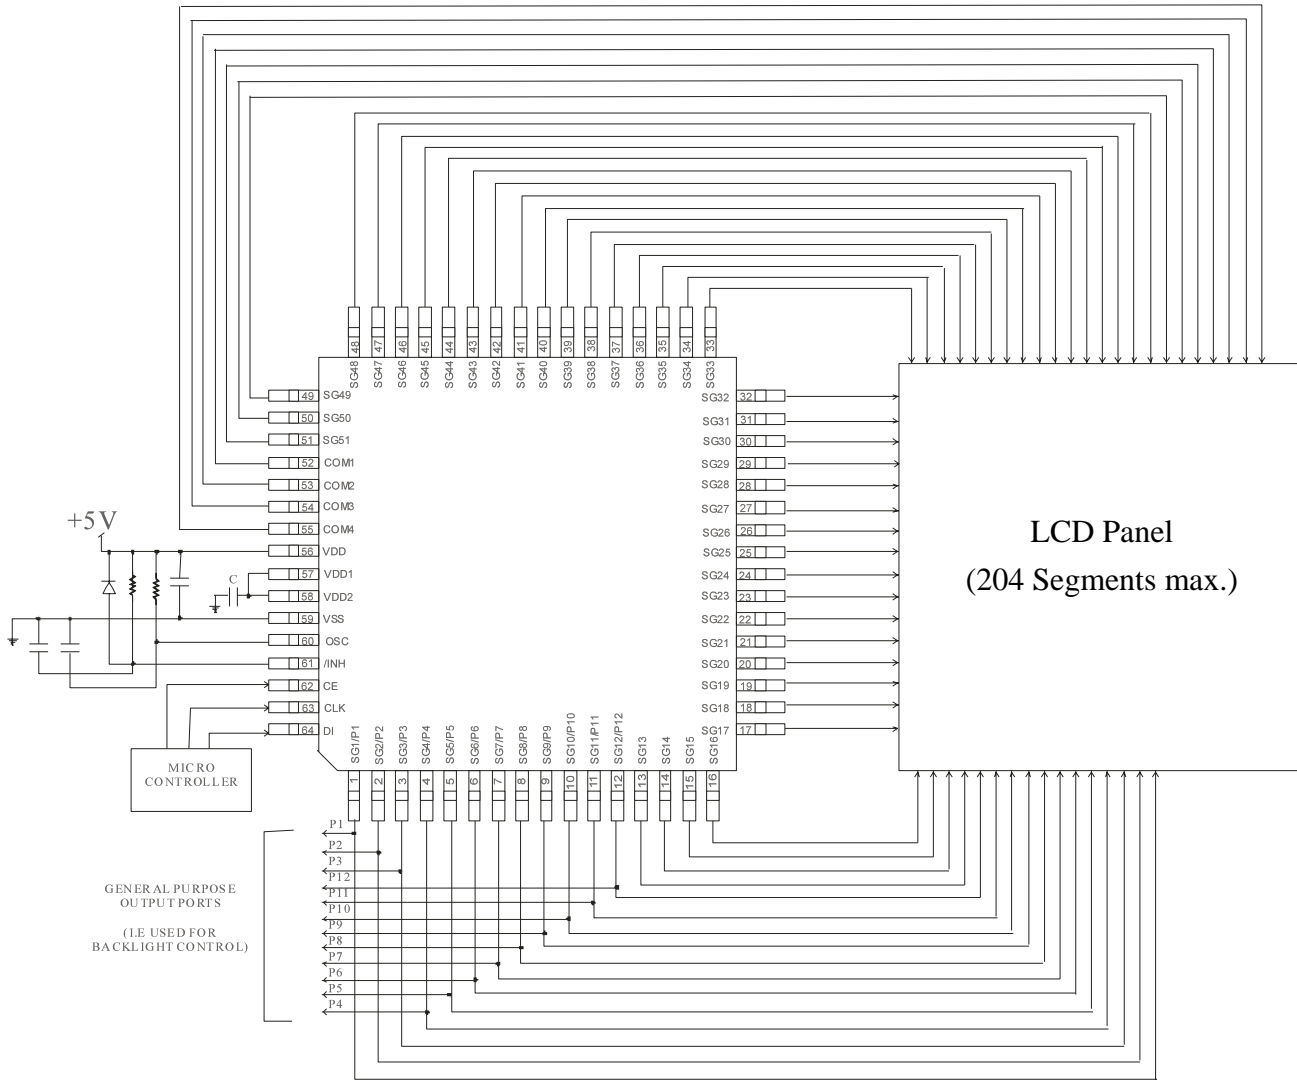 48
47
46
45
44
43
42
41
40
39
38
37
36
35
34
33
SG48
SG47
SG46
SG45
SG44
SG43
SG42
SG41
SG40
SG39
SG38
SG37
SG36
SG35
SG34
SG33
49 SG49
50 SG50
51 SG51
52 COM1
53 COM2
54 COM3
55 COM4
56 VDD
57 VDD1
58 VDD2
59 VSS
60 OSC
61 /INH
62 CE
63 CLK
64 DI
+5V
C
SG32 32
SG31 31
SG30 30
SG29 29
SG28 28
SG27 27
SG26 26
SG25 25
SG24 24
SG23 23
SG22 22
SG21 21
SG20 20
SG19 19
SG18 18
SG17 17
LCD Panel
(204 Segments max.)
MICRO
CONTROLLER
SG1/P1
SG2/P2
SG3/P3
SG4/P4
SG5/P5
SG6/P6
SG7/P7
SG8/P8
SG9/P9
SG10/P10
SG11/P11
SG12/P12
SG13
SG14
SG15
SG16
1
2
3
4
5
6
7
8
9
10
11
12
13
14
15
16
P1
P2
P3
P12
P11
P10
P9
P8
P7
P6
P5
P4
GENERAL PURPOSE
OUTPUT PORTS
(I.E USED FOR
BACKLIGHT CONTROL)